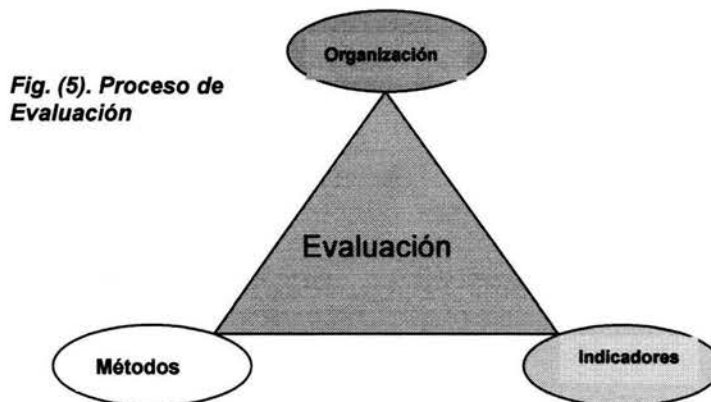 Organización
Fig. (5). Proceso de
Evaluación
Evaluación
Métodos
Indicadores